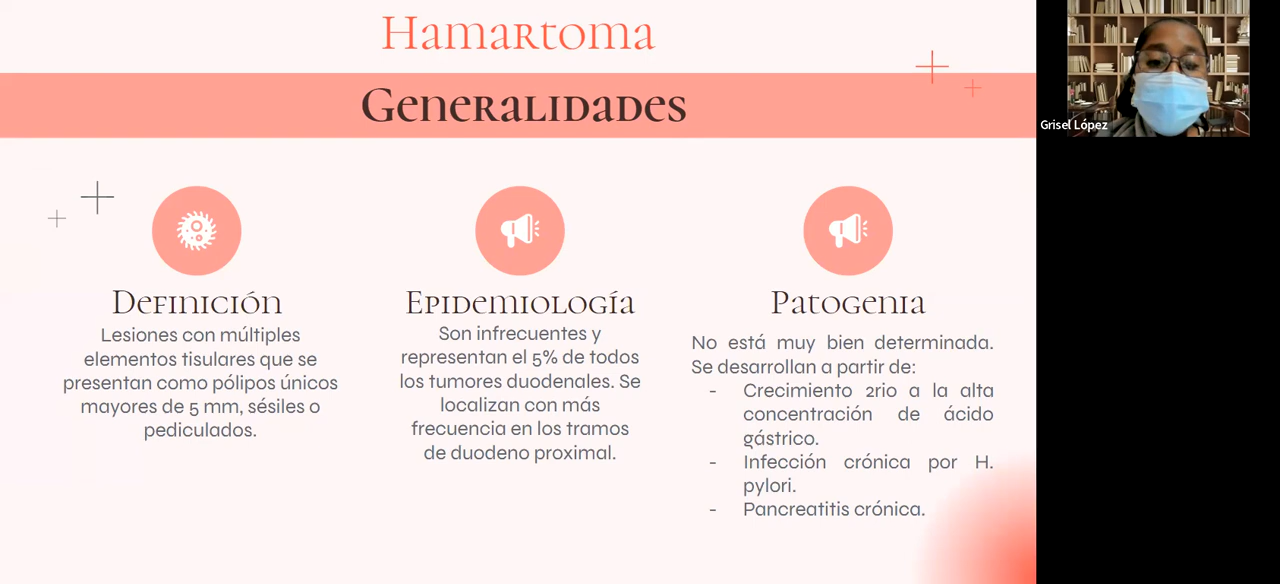 Hamartoma
Generalidades
Grisel López
Definición
Lesiones con múltiples
elementos tisulares que se
presentan como pólipos únicos
mayores de 5 mm, sésiles o
pediculados.
Epidemiología
Son infrecuentes y
representan el 5% de todos
los tumores duodenales. Se
localizan con más
frecuencia en los tramos
de duodeno proximal.
Patogenia
No está muy bien determinada.
Se desarrollan a partir de:
- Crecimiento 2rio a la alta
concentración de ácido
gástrico.
- Infección crónica por H.
pylori.
- Pancreatitis crónica.